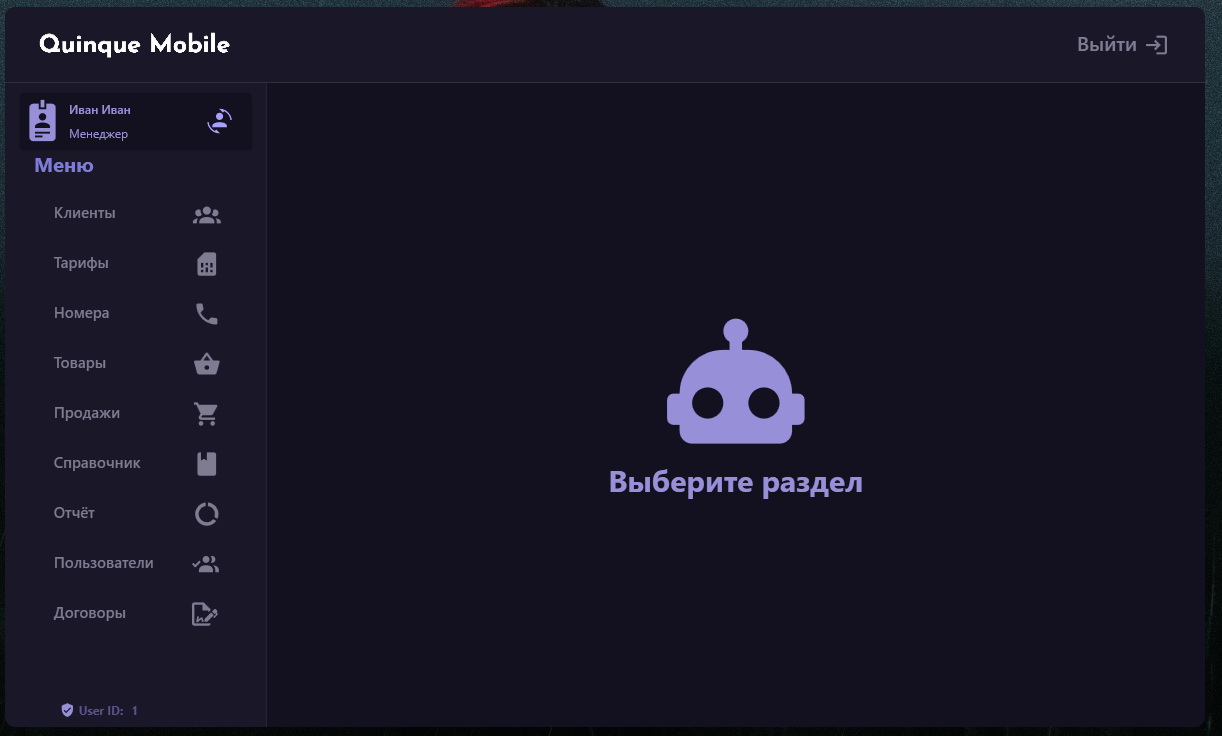 Quinque Mobile
Выйти
Иван Иван
Менеджер
Меню
Клиенты
Тарифы
Номера
Товары
Продажи
Справочник
Отчёт
Пользователи
Договоры
User ID: 1
Выберите раздел